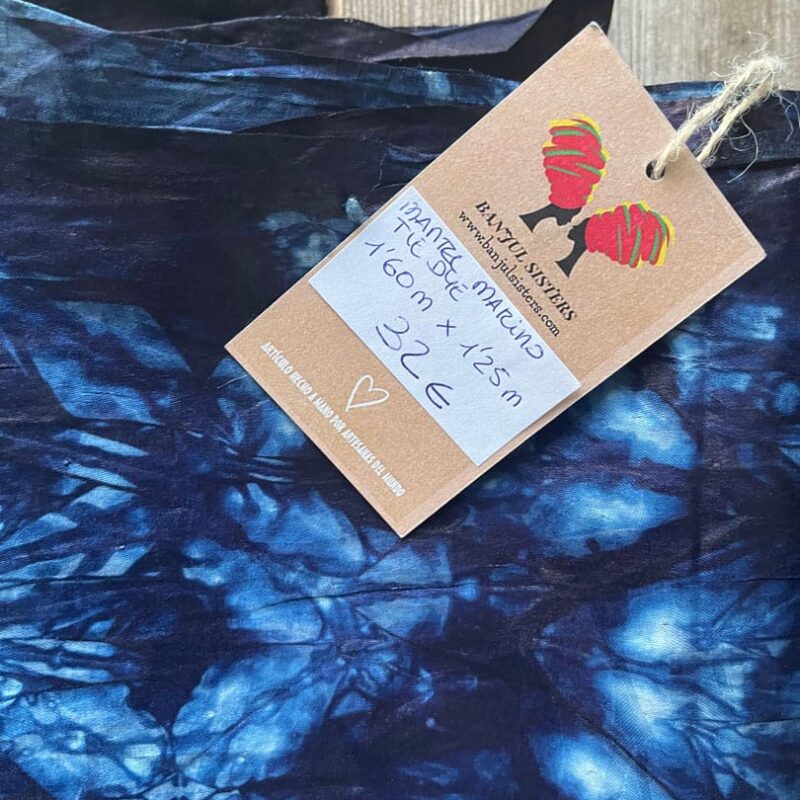 BANJUL SISTERS
www.banjulsisters.com
MANTEL MARINO
TIE DYE
1'60m x 1'25m
32€
ARTÍCULO HECHO A MANO POR ARTESANAS DEL MUNDO